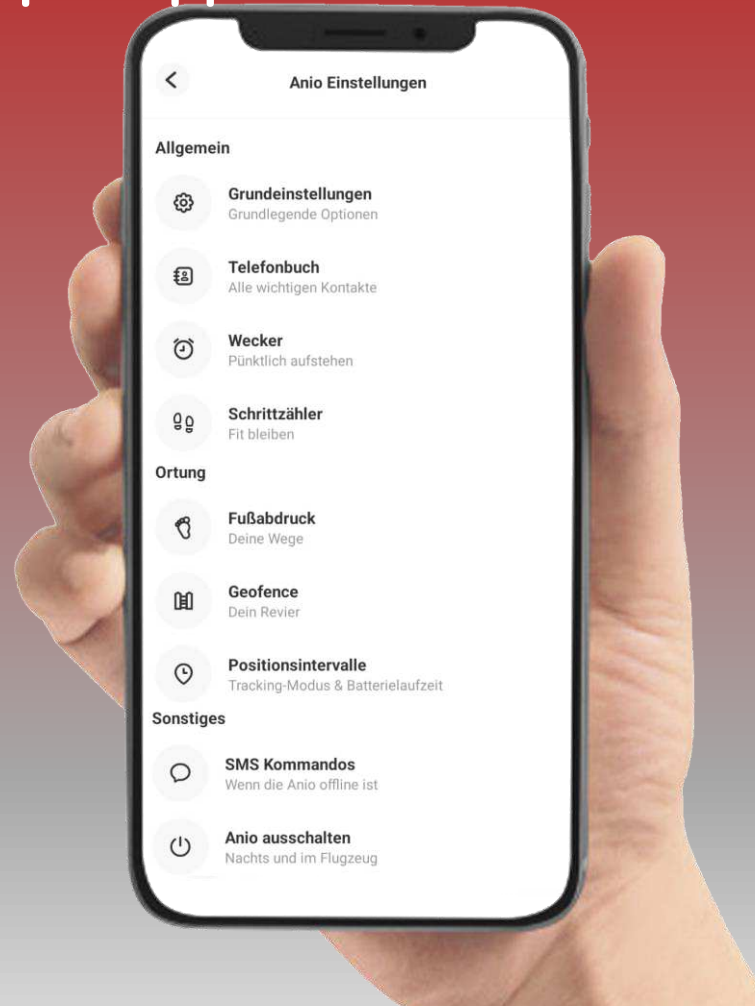 Anio Einstellungen
Allgemein
Grundeinstellungen
Grundlegende Optionen
Telefonbuch
Alle wichtigen Kontakte
Wecker
Pünktlich aufstehen
Schrittzähler
Fit bleiben
Ortung
Fußabdruck
Deine Wege
Geofence
Dein Revier
Positionsintervalle
Tracking-Modus & Batterielaufzeit
Sonstiges
SMS Kommandos
Wenn die Anio offline ist
Anio ausschalten
Nachts und im Flugzeug